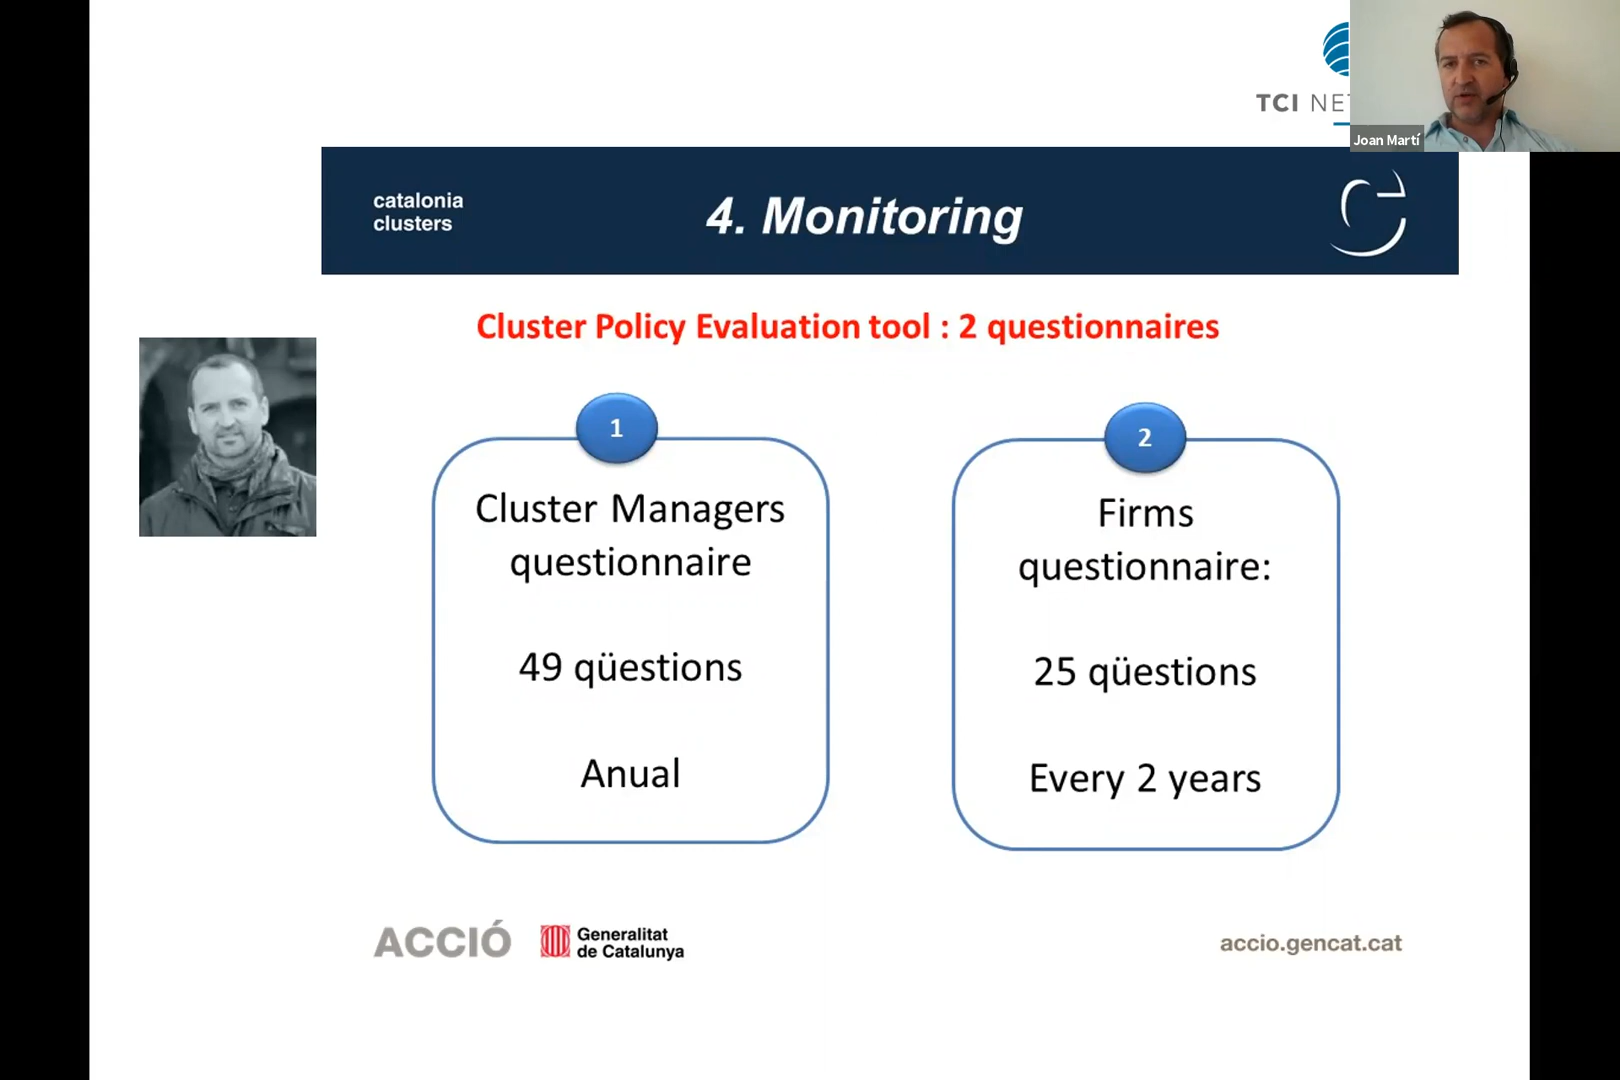 TCI NET
Joan Martí
catalonia
clusters
4. Monitoring
Cluster Policy Evaluation tool : 2 questionnaires
1
Cluster Managers
questionnaire
49 qüestions
Anual
2
Firms
questionnaire:
25 qüestions
Every 2 years
ACCIÓ
Generalitat
de Catalunya
accio.gencat.cat